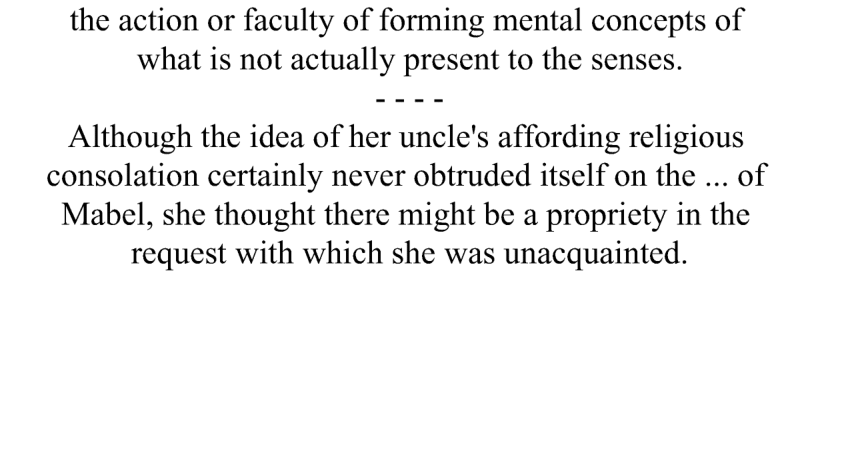 the action or faculty of forming mental concepts of
what is not actually present to the senses.
- - - -
Although the idea of her uncle's affording religious
consolation certainly never obtruded itself on the ... of
Mabel, she thought there might be a propriety in the
request with which she was unacquainted.